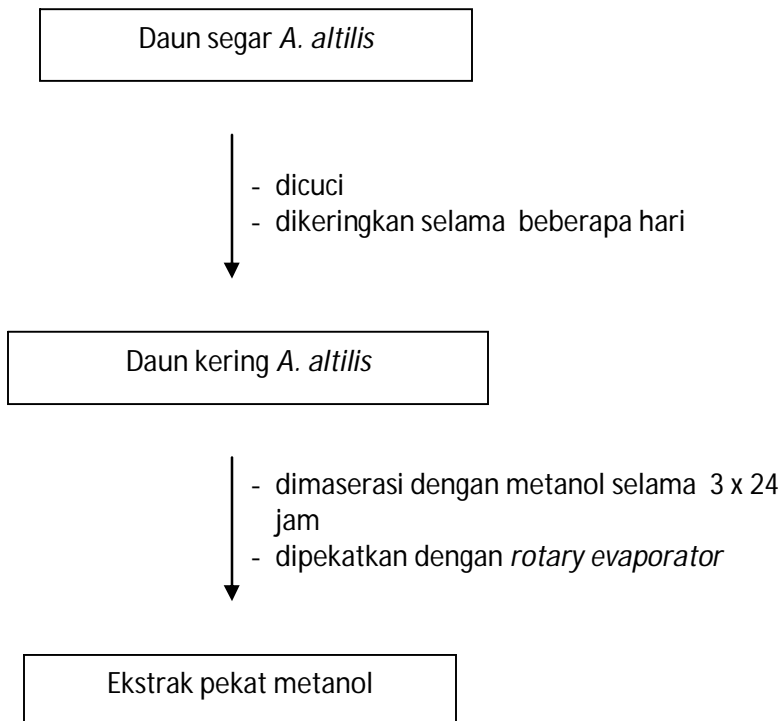 Daun segar A. altilis
- dicuci
- dikeringkan selama beberapa hari
Daun kering A. altilis
- dimaserasi dengan metanol selama 3 x 24
jam
- dipekatkan dengan rotary evaporator
Ekstrak pekat metanol